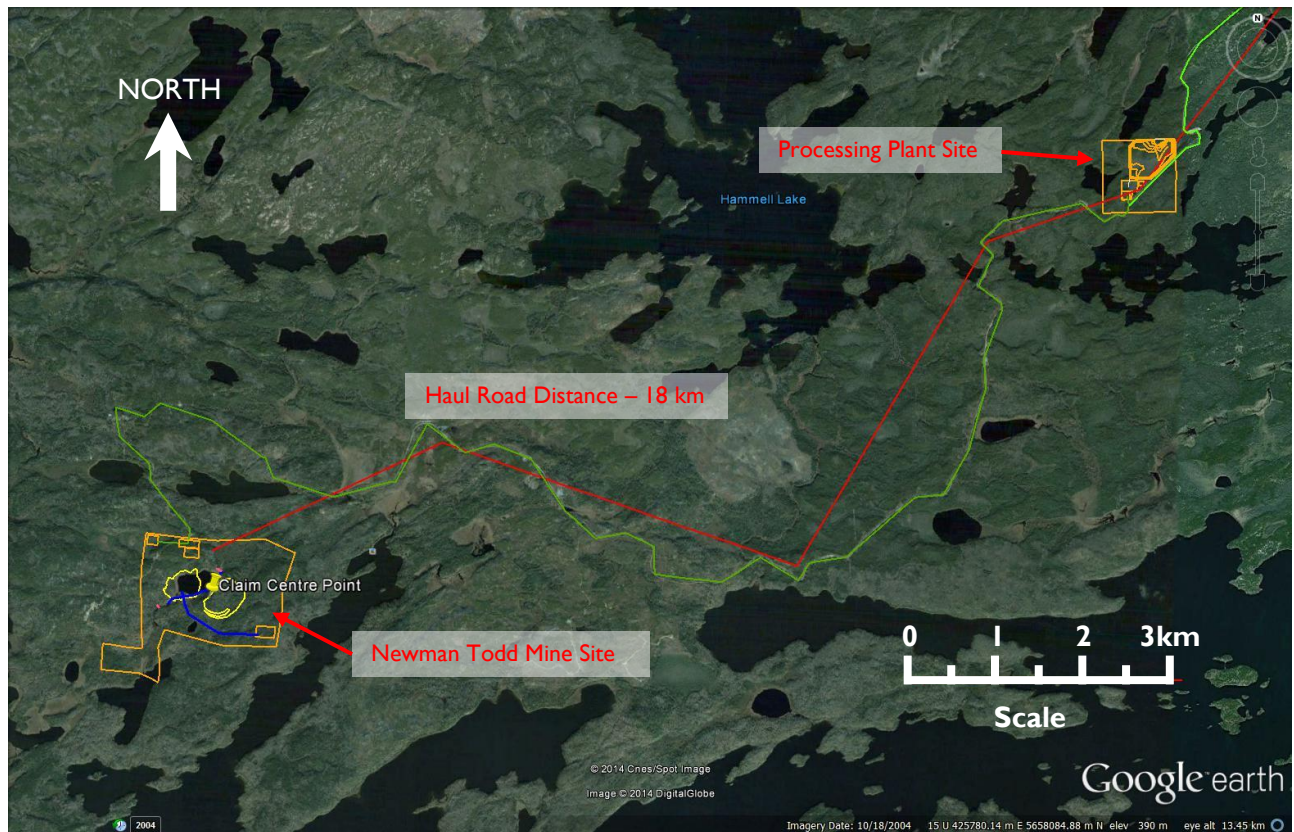 N
NORTH
Processing Plant Site
Hammell Lake
Haul Road Distance – 18 km
Claim Centre Point
Newman Todd Mine Site
0 1 2 3km
Scale
© 2014 Cnes/Spot Image
Image © 2014 DigitalGlobe
Google earth
2004
Imagery Date: 10/18/2004 15 U 425780.14 m E 5658084.88 m N elev 390 m eye alt 13.45 km